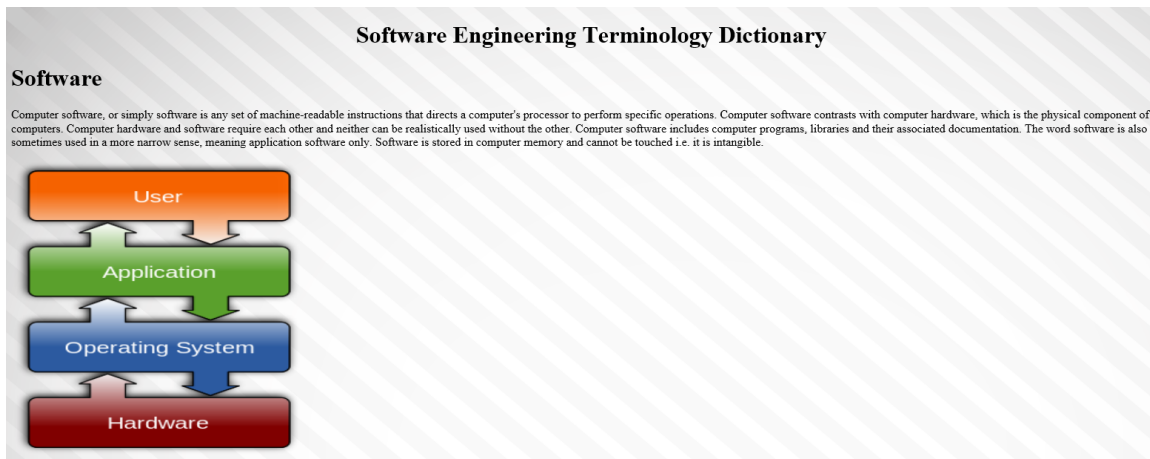 Software Engineering Terminology Dictionary
Software
Computer software, or simply software is any set of machine-readable instructions that directs a computer's processor to perform specific operations. Computer software contrasts with computer hardware, which is the physical component of
computers. Computer hardware and software require each other and neither can be realistically used without the other. Computer software includes computer programs, libraries and their associated documentation. The word software is also
sometimes used in a more narrow sense, meaning application software only. Software is stored in computer memory and cannot be touched i.e. it is intangible.
User
Application
Operating System
Hardware